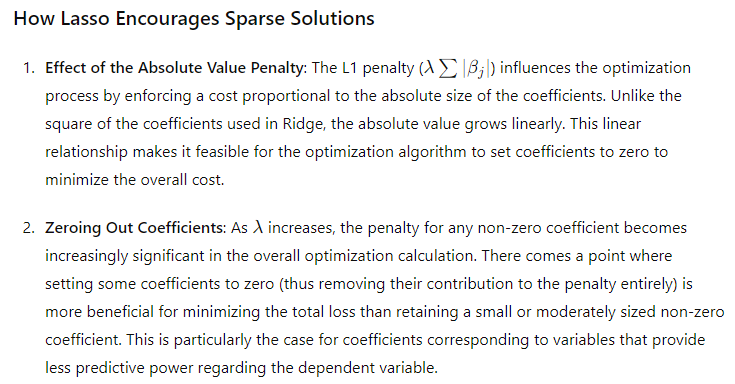 How Lasso Encourages Sparse Solutions
1. Effect of the Absolute Value Penalty: The L1 penalty (λ ∑ |βⱼ|) influences the optimization
process by enforcing a cost proportional to the absolute size of the coefficients. Unlike the
square of the coefficients used in Ridge, the absolute value grows linearly. This linear
relationship makes it feasible for the optimization algorithm to set coefficients to zero to
minimize the overall cost.
2. Zeroing Out Coefficients: As λ increases, the penalty for any non-zero coefficient becomes
increasingly significant in the overall optimization calculation. There comes a point where
setting some coefficients to zero (thus removing their contribution to the penalty entirely) is
more beneficial for minimizing the total loss than retaining a small or moderately sized non-zero
coefficient. This is particularly the case for coefficients corresponding to variables that provide
less predictive power regarding the dependent variable.